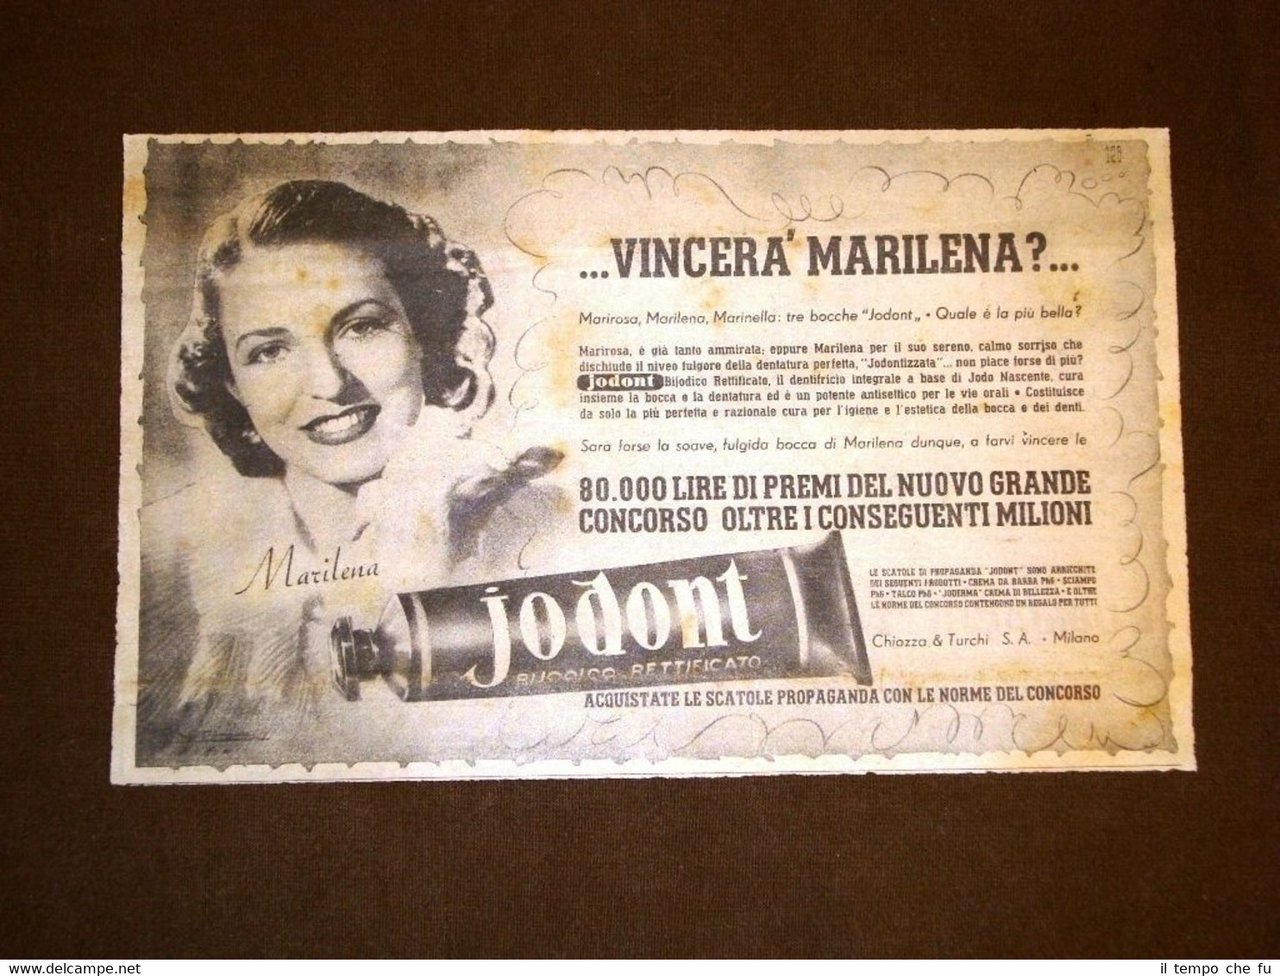 129
...VINCERA' MARILENA?...
Marirosa, Marilena, Marinella: tre bocche "Jodont„ • Quale é la più bella?
Marirosa, é già tanto ammirata; eppure Marilena per il suo sereno, calmo sorriso che
dischiude il niveo fulgore della dentatura perfetta, "Jodontizzata"... non piace forse di più?
jodont Bijodico Rettificato, il dentifricio integrale a base di Jodo Nascente, cura
insieme la bocca e la dentatura ed è un potente antisettico per le vie orali • Costituisce
da solo la più perfetta e razionale cura per l'igiene e l'estetica della bocca e dei denti.
Sara forse la soave, fulgida bocca di Marilena dunque, a farvi vincere le
80.000 LIRE DI PREMI DEL NUOVO GRANDE
CONCORSO OLTRE I CONSEGUENTI MILIONI
Marilena
jodont
BIJODICO RETTIFICATO
LE SCATOLE DI PROPAGANDA "JODONT" SONO ARRICCHITE
DEI SEGUENTI PRODOTTI • CREMA DA BARBA PH6 • SCIAMPO
PH6 • TALCO PH6 • "JODERMA" CREMA DI BELLEZZA • E OLTRE
LE NORME DEL CONCORSO CONTENGONO UN REGALO PER TUTTI
Chiozza & Turchi S. A. • Milano
ACQUISTATE LE SCATOLE PROPAGANDA CON LE NORME DEL CONCORSO
www.delcampe.net
il tempo che fu